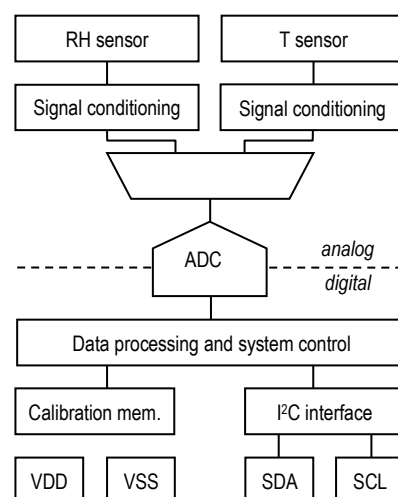 RH sensor
T sensor
Signal conditioning
Signal conditioning
ADC
analog
digital
Data processing and system control
Calibration mem.
I²C interface
VDD
VSS
SDA
SCL